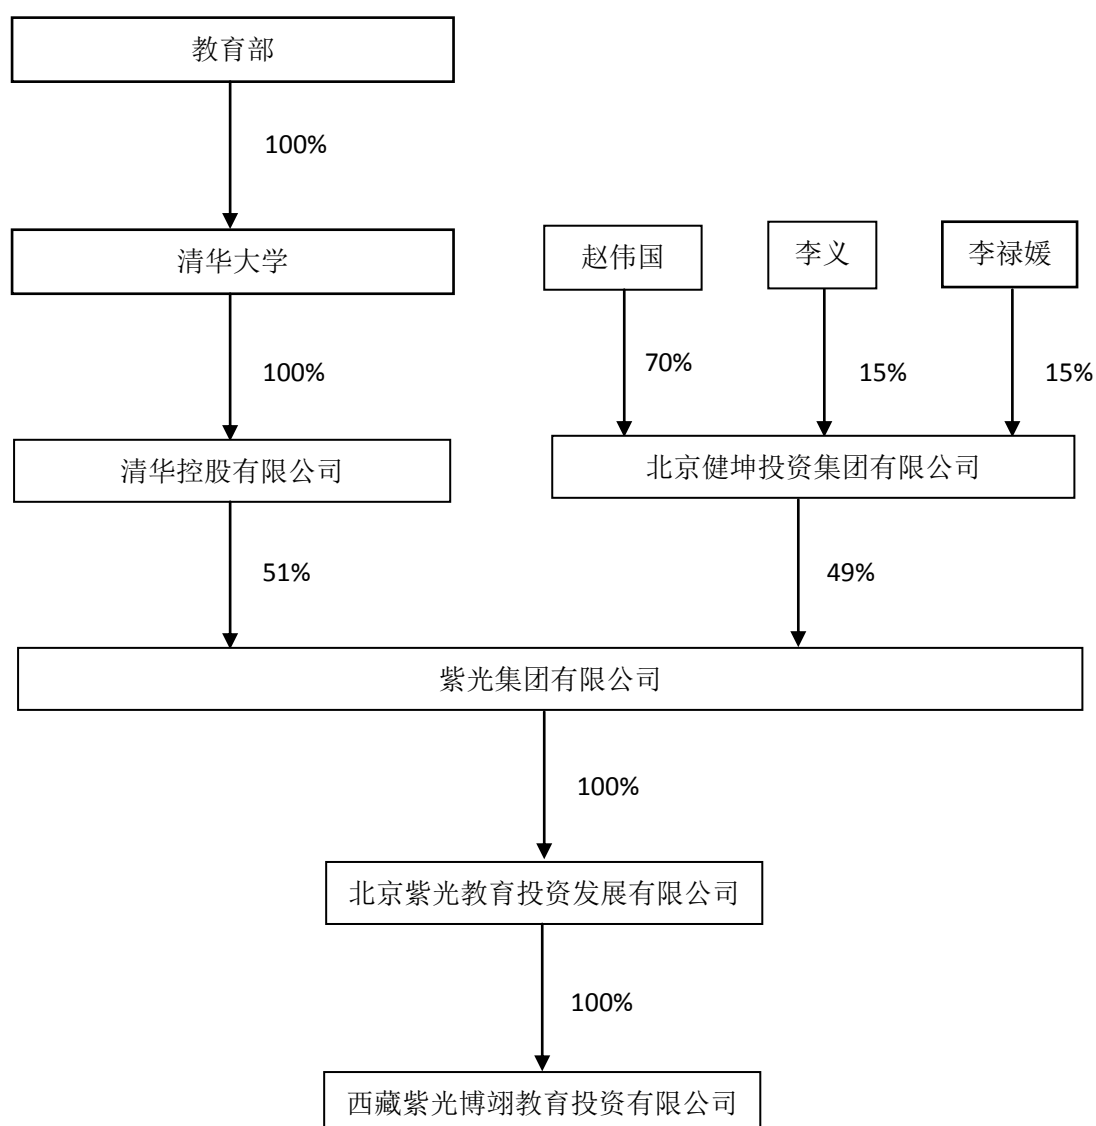 教育部
100%
清华大学
赵伟国
李义
李禄媛
100%
70%
15%
15%
清华控股有限公司
北京健坤投资集团有限公司
51%
49%
紫光集团有限公司
100%
北京紫光教育投资发展有限公司
100%
西藏紫光博翊教育投资有限公司